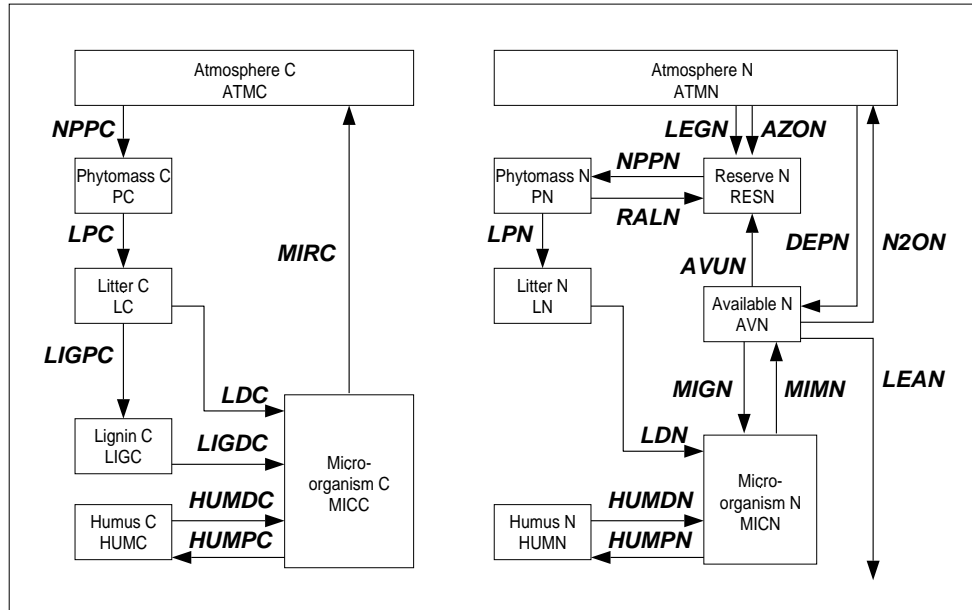 Atmosphere C
ATMC
NPPC
Phytomass C
PC
LPC
MIRC
Litter C
LC
LIGPC
LDC
Lignin C
LIGC
LIGDC
Micro-
organism C
MICC
HUMDC
Humus C
HUMC
HUMPC
Atmosphere N
ATMN
LEGN
AZON
NPPN
Phytomass N
PN
Reserve N
RESN
RALN
LPN
DEPN
N2ON
AVUN
Litter N
LN
Available N
AVN
LEAN
MIGN
MIMN
LDN
Micro-
organism N
MICN
HUMDN
Humus N
HUMN
HUMPN